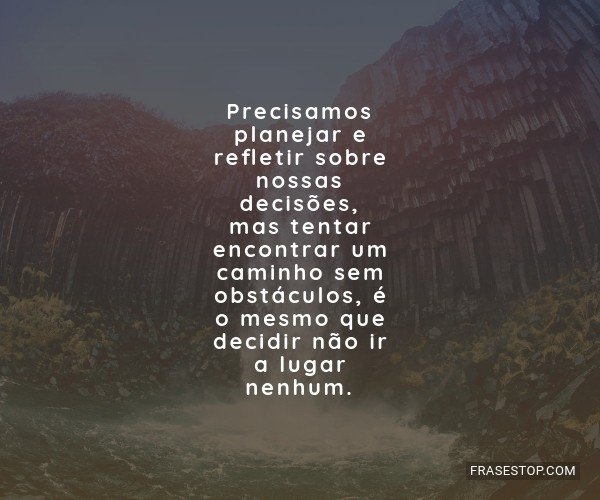 Precisamos
planejar e
refletir sobre
nossas
decisões,
mas tentar
encontrar um
caminho sem
obstáculos, é
o mesmo que
decidir não ir
a lugar
nenhum.
FRASESTOP.COM